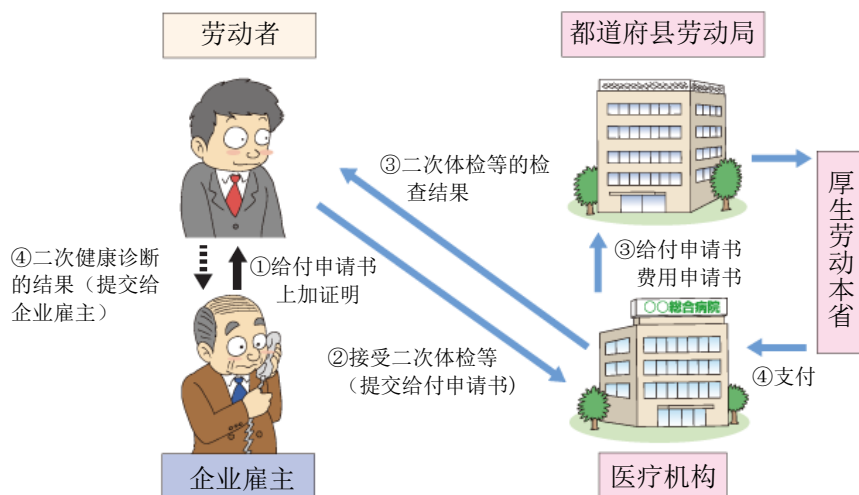 劳动者
都道府县劳动局
③二次体检等的检
查结果
厚生劳动本省
④二次健康诊断
的结果（提交给
企业雇主）
①给付申请书
上加证明
③给付申请书
费用申请书
〇〇総合病院
②接受二次体检等
（提交给付申请书)
④支付
企业雇主
医疗机构